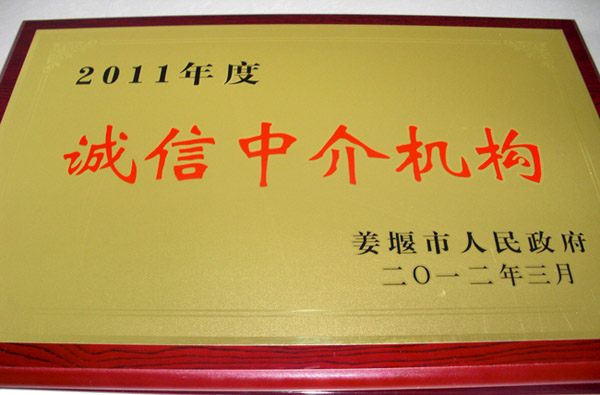 2011年度
诚信中介机构
姜堰市人民政府
二〇一二年三月